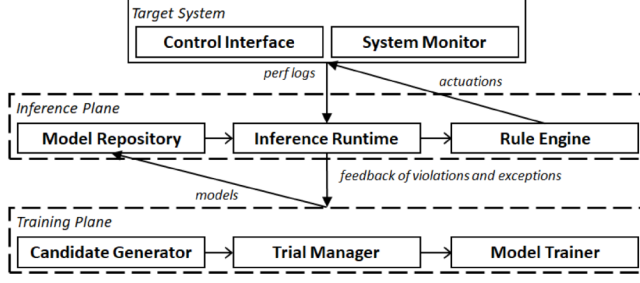 Target System
Control Interface
System Monitor
perf logs
actuations
Inference Plane
Model Repository
Inference Runtime
Rule Engine
feedback of violations and exceptions
models
Training Plane
Candidate Generator
Trial Manager
Model Trainer